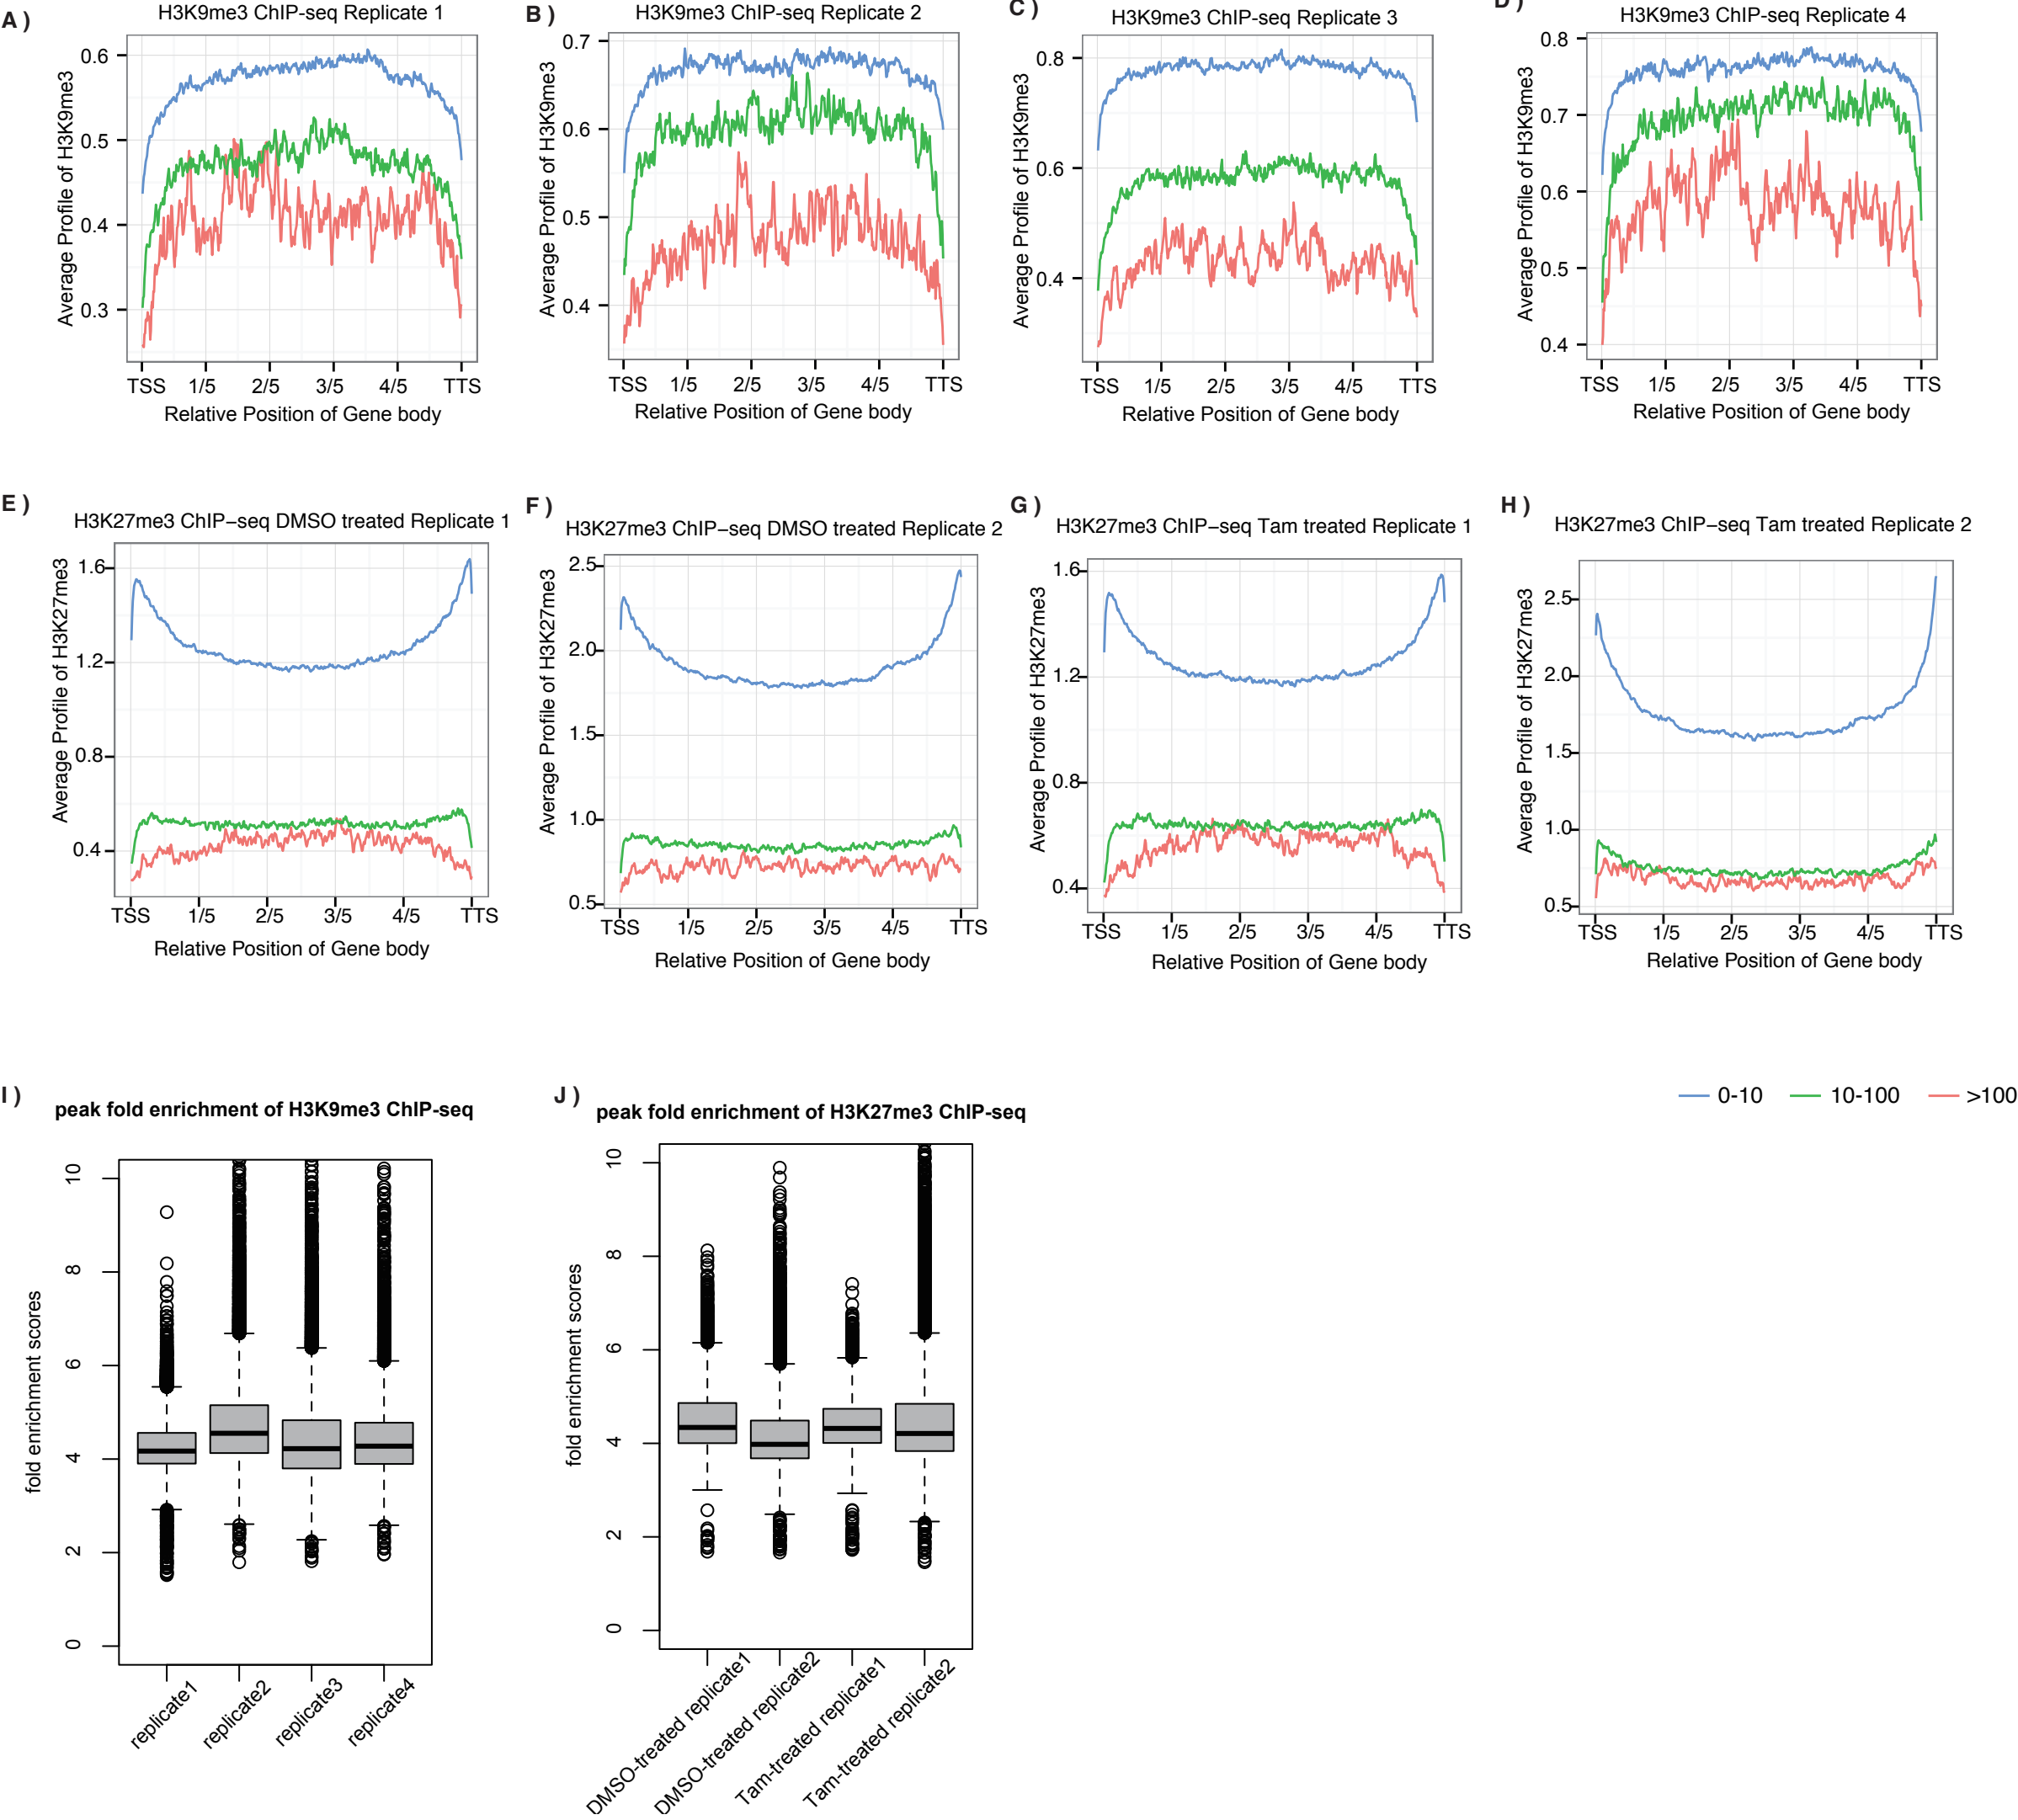 A )
H3K9me3 ChIP-seq Replicate 1
Average Profile of H3K9me3
0.6
0.5
0.4
0.3
TSS 1/5 2/5 3/5 4/5 TTS
Relative Position of Gene body
B )
H3K9me3 ChIP-seq Replicate 2
Average Profile of H3K9me3
0.7
0.6
0.5
0.4
TSS 1/5 2/5 3/5 4/5 TTS
Relative Position of Gene body
C )
H3K9me3 ChIP-seq Replicate 3
Average Profile of H3K9me3
0.8
0.6
0.4
TSS 1/5 2/5 3/5 4/5 TTS
Relative Position of Gene body
D )
H3K9me3 ChIP-seq Replicate 4
Average Profile of H3K9me3
0.8
0.7
0.6
0.5
0.4
TSS 1/5 2/5 3/5 4/5 TTS
Relative Position of Gene body
E )
H3K27me3 ChIP−seq DMSO treated Replicate 1
Average Profile of H3K27me3
1.6
1.2
0.8
0.4
TSS 1/5 2/5 3/5 4/5 TTS
Relative Position of Gene body
F )
H3K27me3 ChIP−seq DMSO treated Replicate 2
Average Profile of H3K27me3
2.5
2.0
1.5
1.0
0.5
TSS 1/5 2/5 3/5 4/5 TTS
Relative Position of Gene body
G )
H3K27me3 ChIP−seq Tam treated Replicate 1
Average Profile of H3K27me3
1.6
1.2
0.8
0.4
TSS 1/5 2/5 3/5 4/5 TTS
Relative Position of Gene body
H )
H3K27me3 ChIP−seq Tam treated Replicate 2
Average Profile of H3K27me3
2.5
2.0
1.5
1.0
0.5
TSS 1/5 2/5 3/5 4/5 TTS
Relative Position of Gene body
0-10 10-100 >100
I )
peak fold enrichment of H3K9me3 ChIP-seq
fold enrichment scores
10
8
6
4
2
0
replicate1
replicate2
replicate3
replicate4
J )
peak fold enrichment of H3K27me3 ChIP-seq
fold enrichment scores
10
8
6
4
2
0
DMSO-treated replicate1
DMSO-treated replicate2
Tam-treated replicate1
Tam-treated replicate2